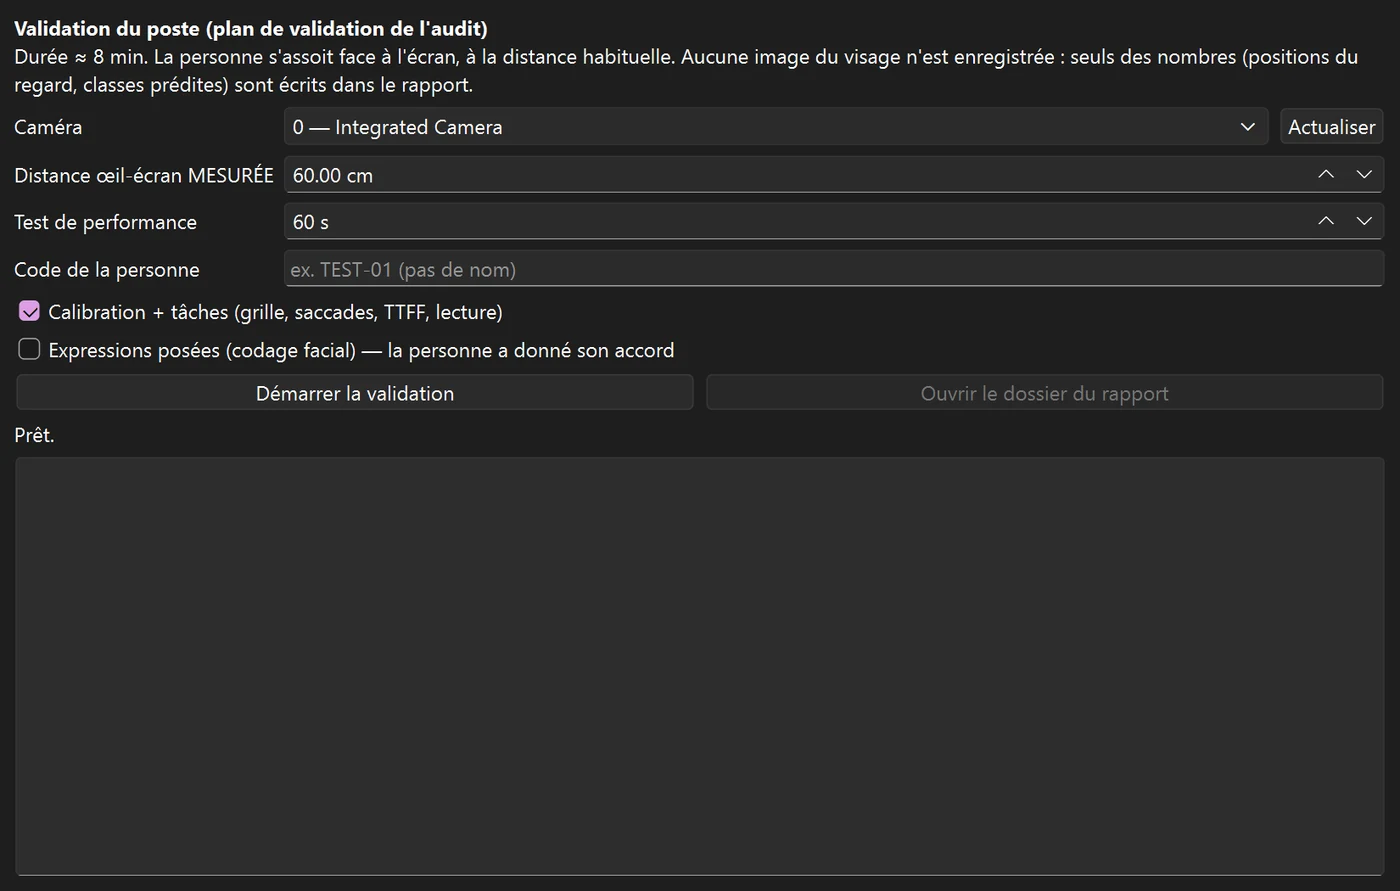 Validation du poste (plan de validation de l'audit)
Durée ≈ 8 min. La personne s'assoit face à l'écran, à la distance habituelle. Aucune image du visage n'est enregistrée : seuls des nombres (positions du
regard, classes prédites) sont écrits dans le rapport.
Caméra 0 — Integrated Camera Actualiser
Distance œil-écran MESURÉE 60.00 cm
Test de performance 60 s
Code de la personne ex. TEST-01 (pas de nom)
Calibration + tâches (grille, saccades, TTFF, lecture)
Expressions posées (codage facial) — la personne a donné son accord
Démarrer la validation Ouvrir le dossier du rapport
Prêt.